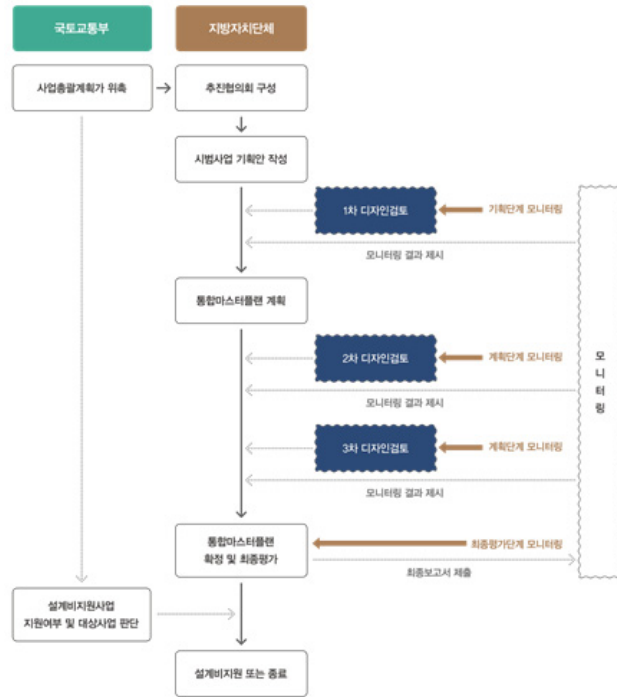 국토교통부
지방자치단체
사업총괄계획가 위촉
추진협의회 구성
시범사업 기획안 작성
1차 디자인검토
기획단계 모니터링
모니터링 결과 제시
통합마스터플랜 계획
2차 디자인검토
계획단계 모니터링
모니터링 결과 제시
모니터링
3차 디자인검토
계획단계 모니터링
모니터링 결과 제시
통합마스터플랜
확정 및 최종평가
최종평가단계 모니터링
최종보고서 제출
설계비지원사업
지원여부 및 대상사업 판단
설계비지원 또는 종료